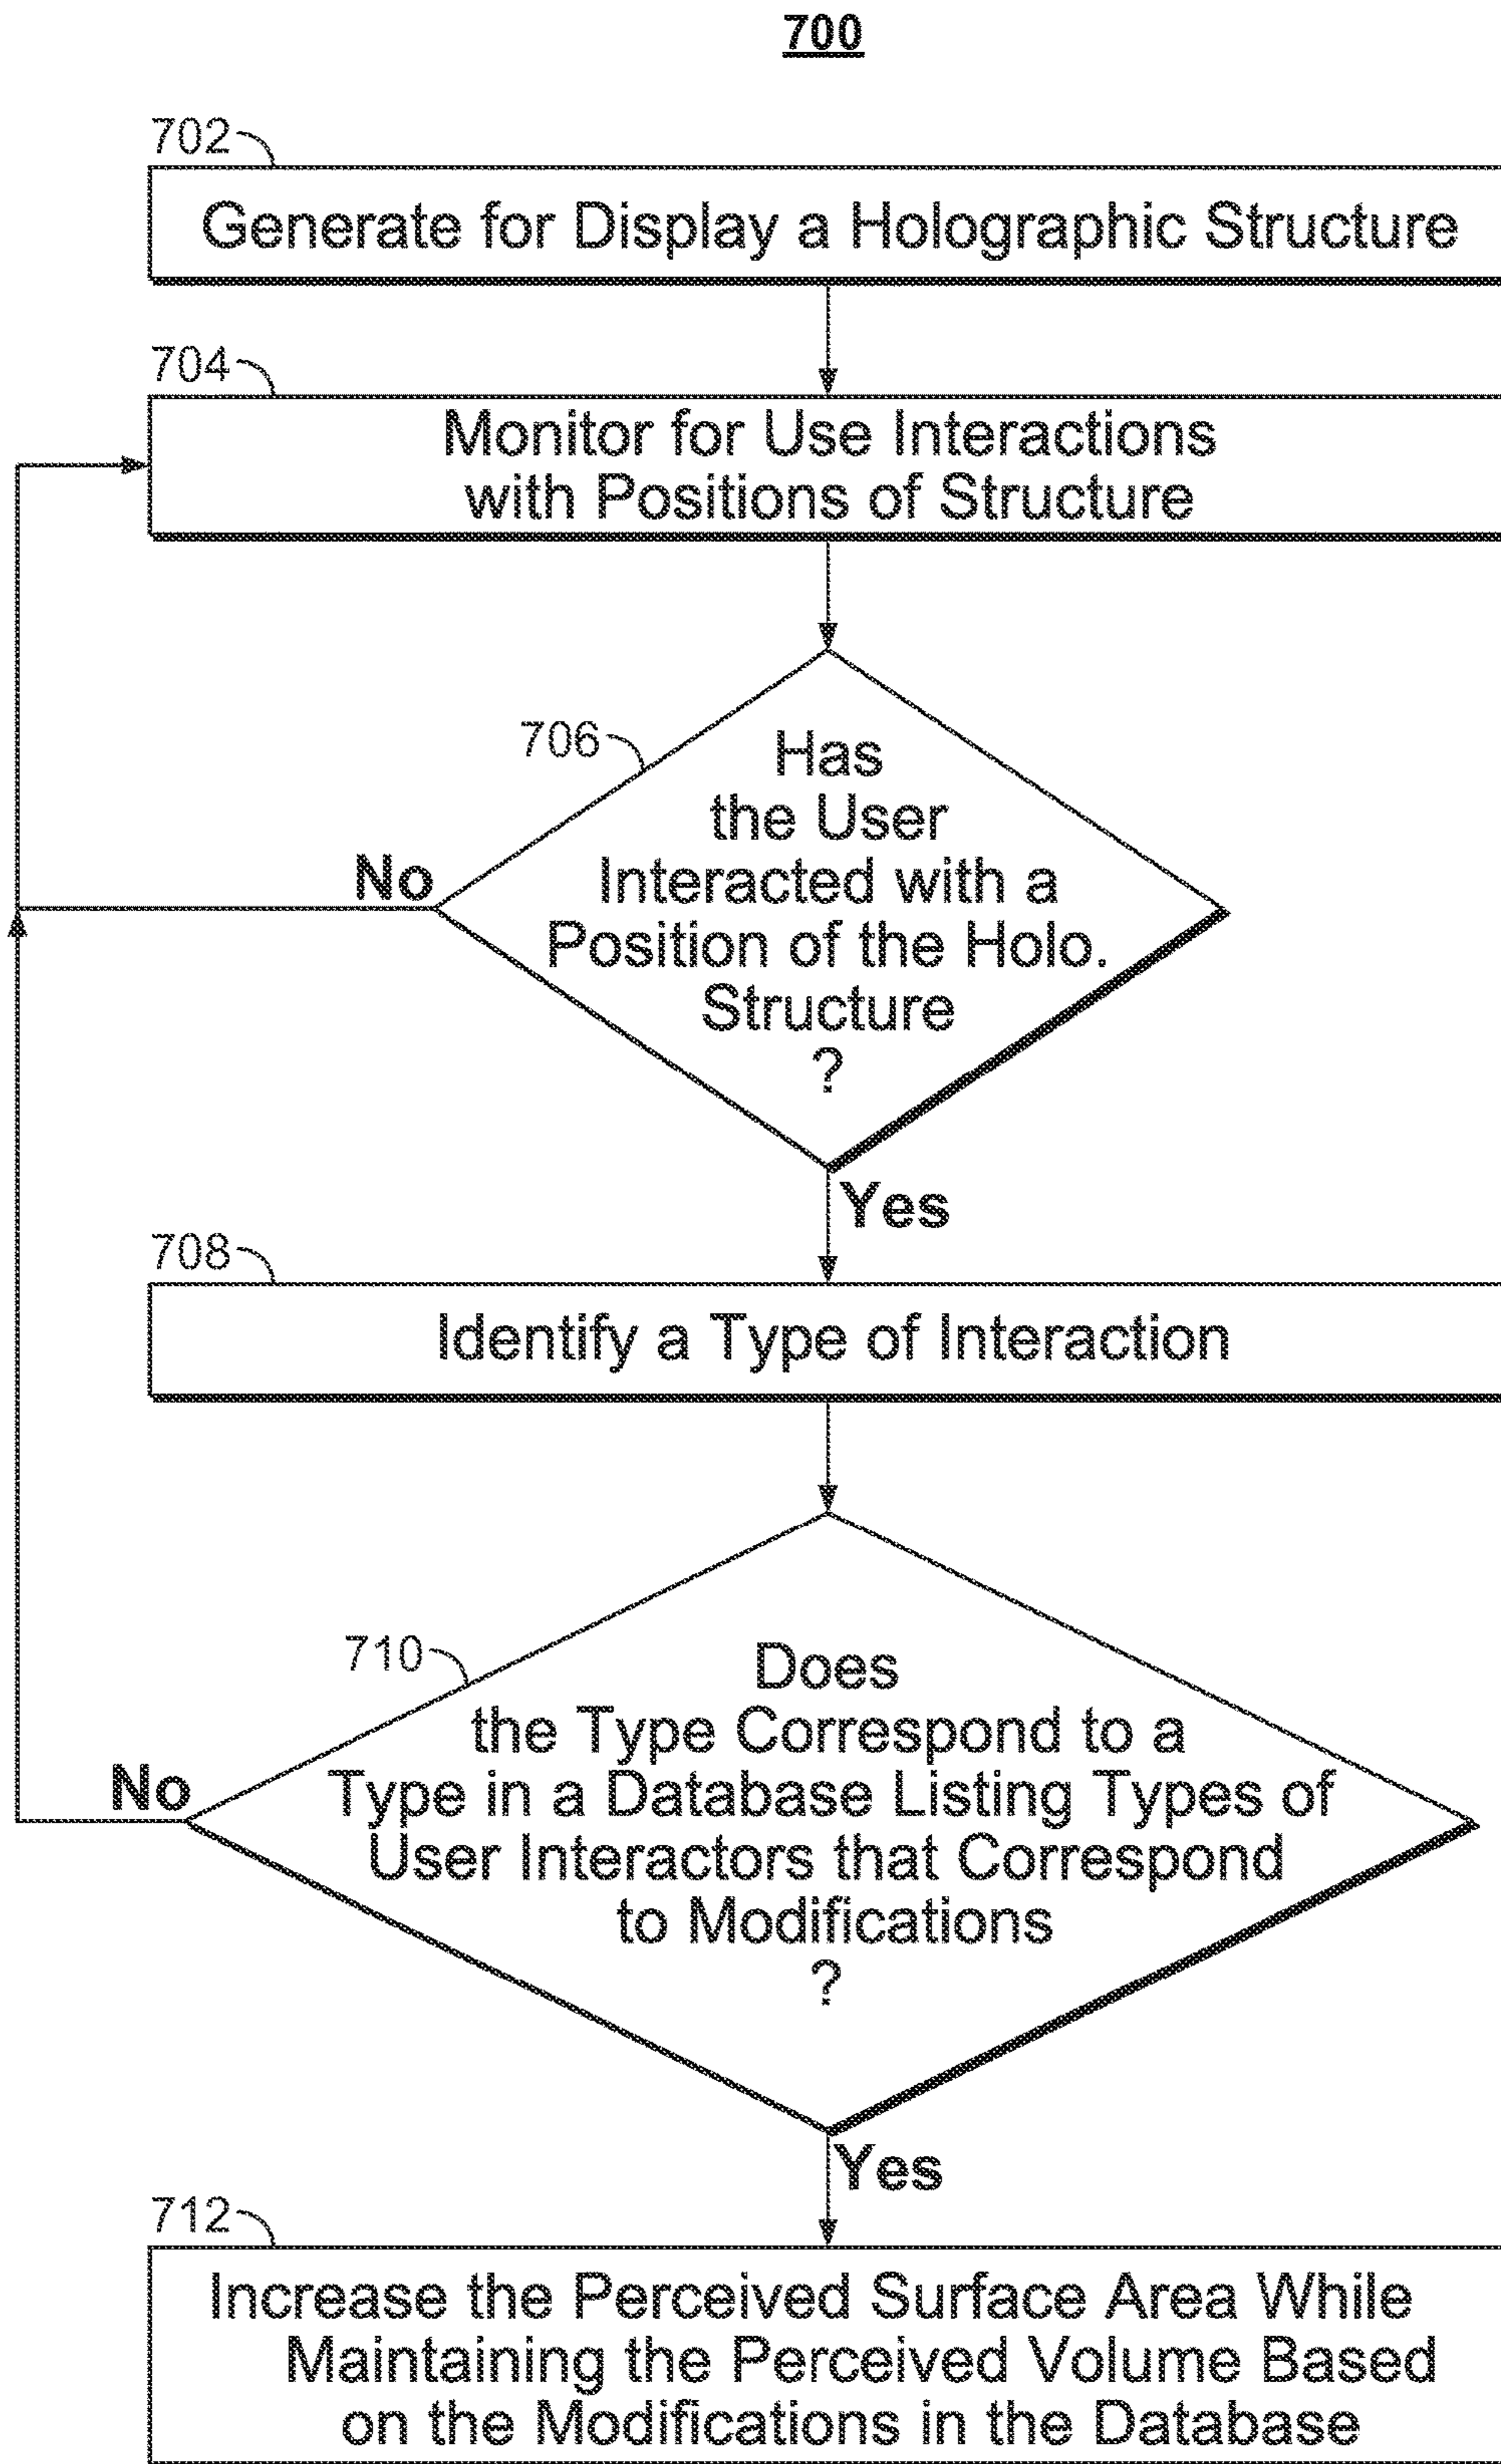 700
702
Generate for Display a Holographic Structure
704
Monitor for Use Interactions
with Positions of Structure
706
Has
the User
Interacted with a
Position of the Holo.
Structure
?
No
Yes
708
Identify a Type of Interaction
710
Does
the Type Correspond to a
Type in a Database Listing Types of
User Interactors that Correspond
to Modifications
?
No
Yes
712
Increase the Perceived Surface Area While
Maintaining the Perceived Volume Based
on the Modifications in the Database